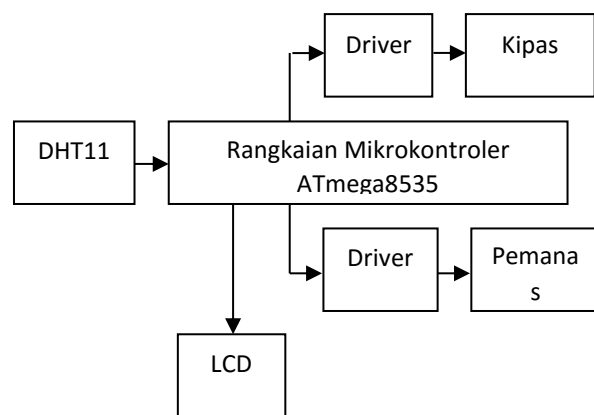 Driver
Kipas
DHT11
Rangkaian Mikrokontroler
ATmega8535
Driver
Pemana
s
LCD